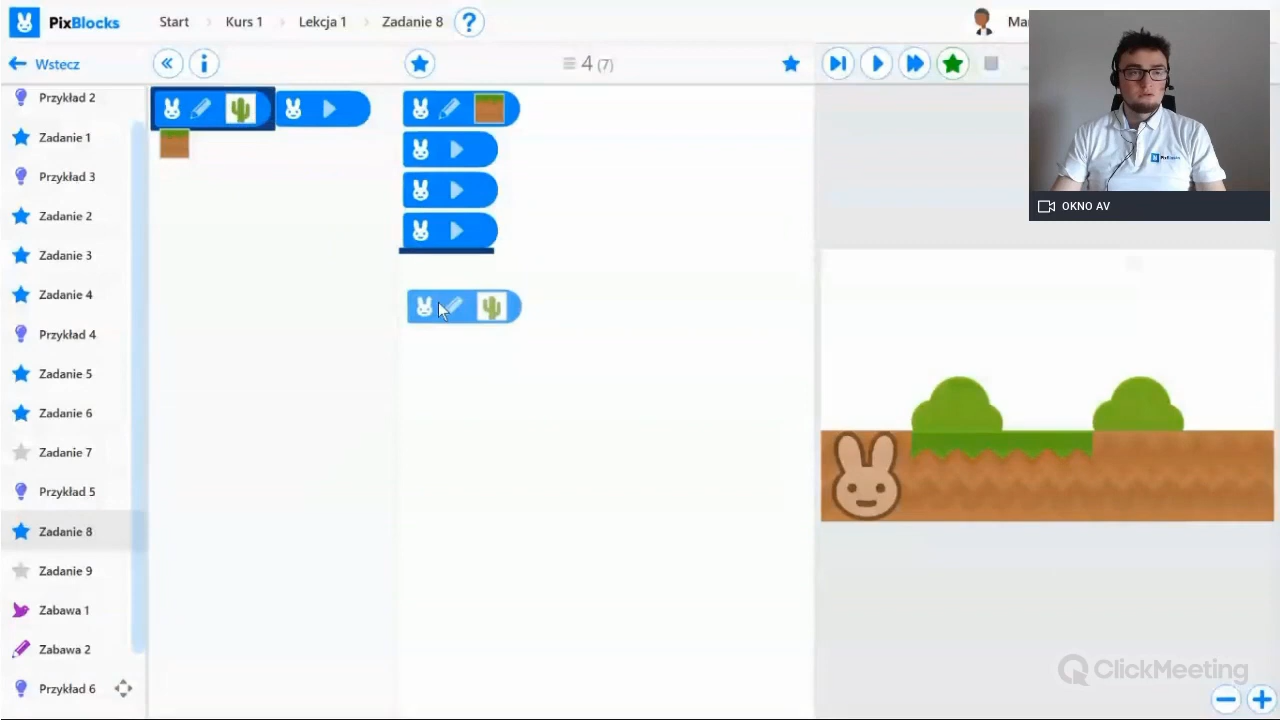 PixBlocks
Start
Kurs 1
Lekcja 1
Zadanie 8
?
Wstecz
i
4 (7)
Przykład 2
Zadanie 1
Przykład 3
Zadanie 2
Zadanie 3
Zadanie 4
Przykład 4
Zadanie 5
Zadanie 6
Zadanie 7
Przykład 5
Zadanie 8
Zadanie 9
Zabawa 1
Zabawa 2
Przykład 6
OKNO AV
PixBlocks
ClickMeeting